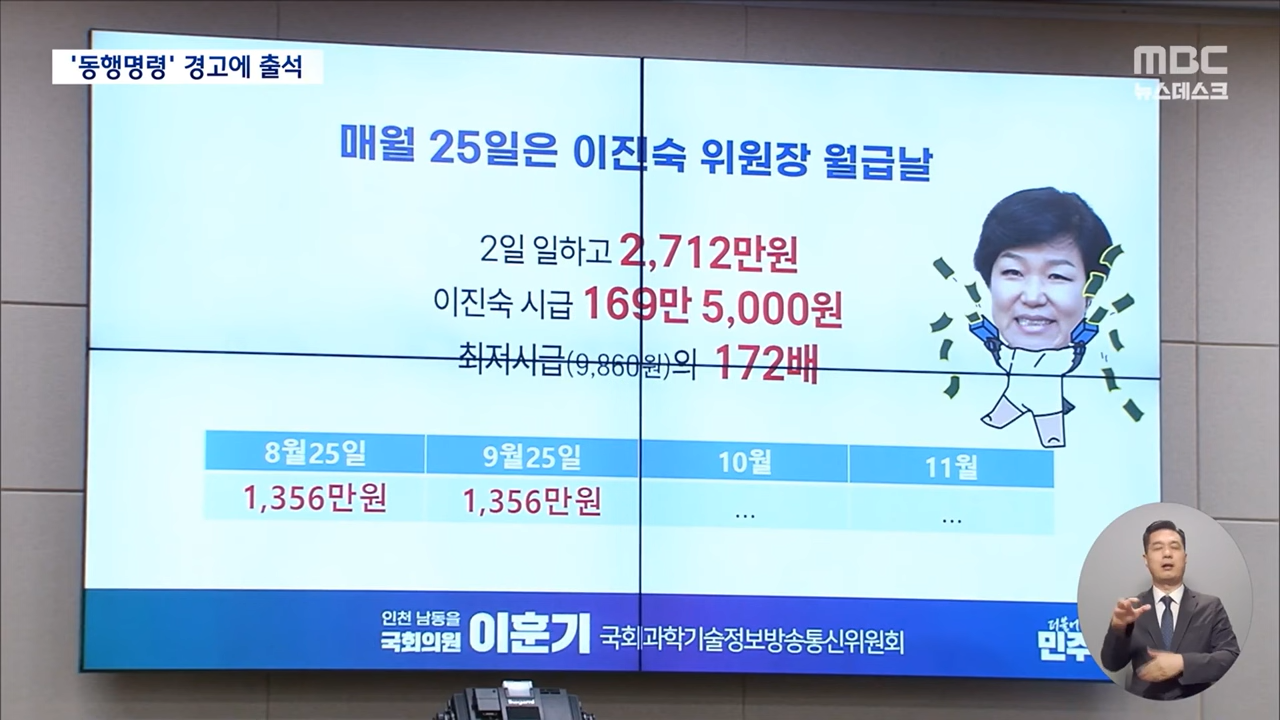 '동행명령' 경고에 출석
MBC
뉴스데스크
매월 25일은 이진숙 위원장 월급날
2일 일하고 2,712만원
이진숙 시급 169만 5,000원
최저시급(9,860원)의 172배
8월25일 9월25일 10월 11월
1,356만원 1,356만원 ... ...
인천 남동을
국회의원 이훈기 국회과학기술정보방송통신위원회
더불어
민주